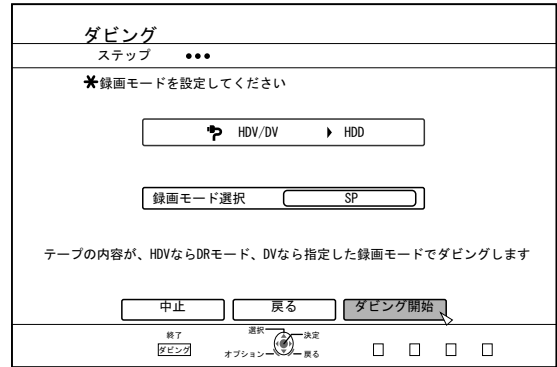 ダビング
ステップ ●●●
録画モードを設定してください
HDV/DV ▶ HDD
録画モード選択 SP
テープの内容が、HDVならDRモード、DVなら指定した録画モードでダビングします
中止 戻る ダビング開始
終了 選択 決定
ダビング オプション 戻る